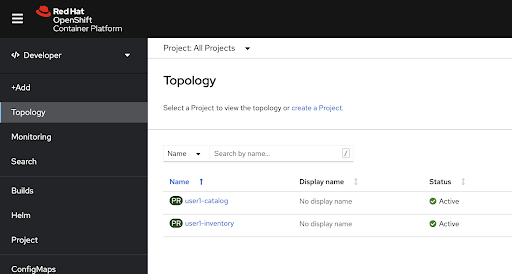 Red Hat
OpenShift
Container Platform
</> Developer
Project: All Projects
+Add
Topology
Monitoring
Search
Builds
Helm
Project
ConfigMaps
Topology
Select a Project to view the topology or create a Project.
Name
Search by name...
/
Name Display name Status
PR user1-catalog No display name Active
PR user1-inventory No display name Active